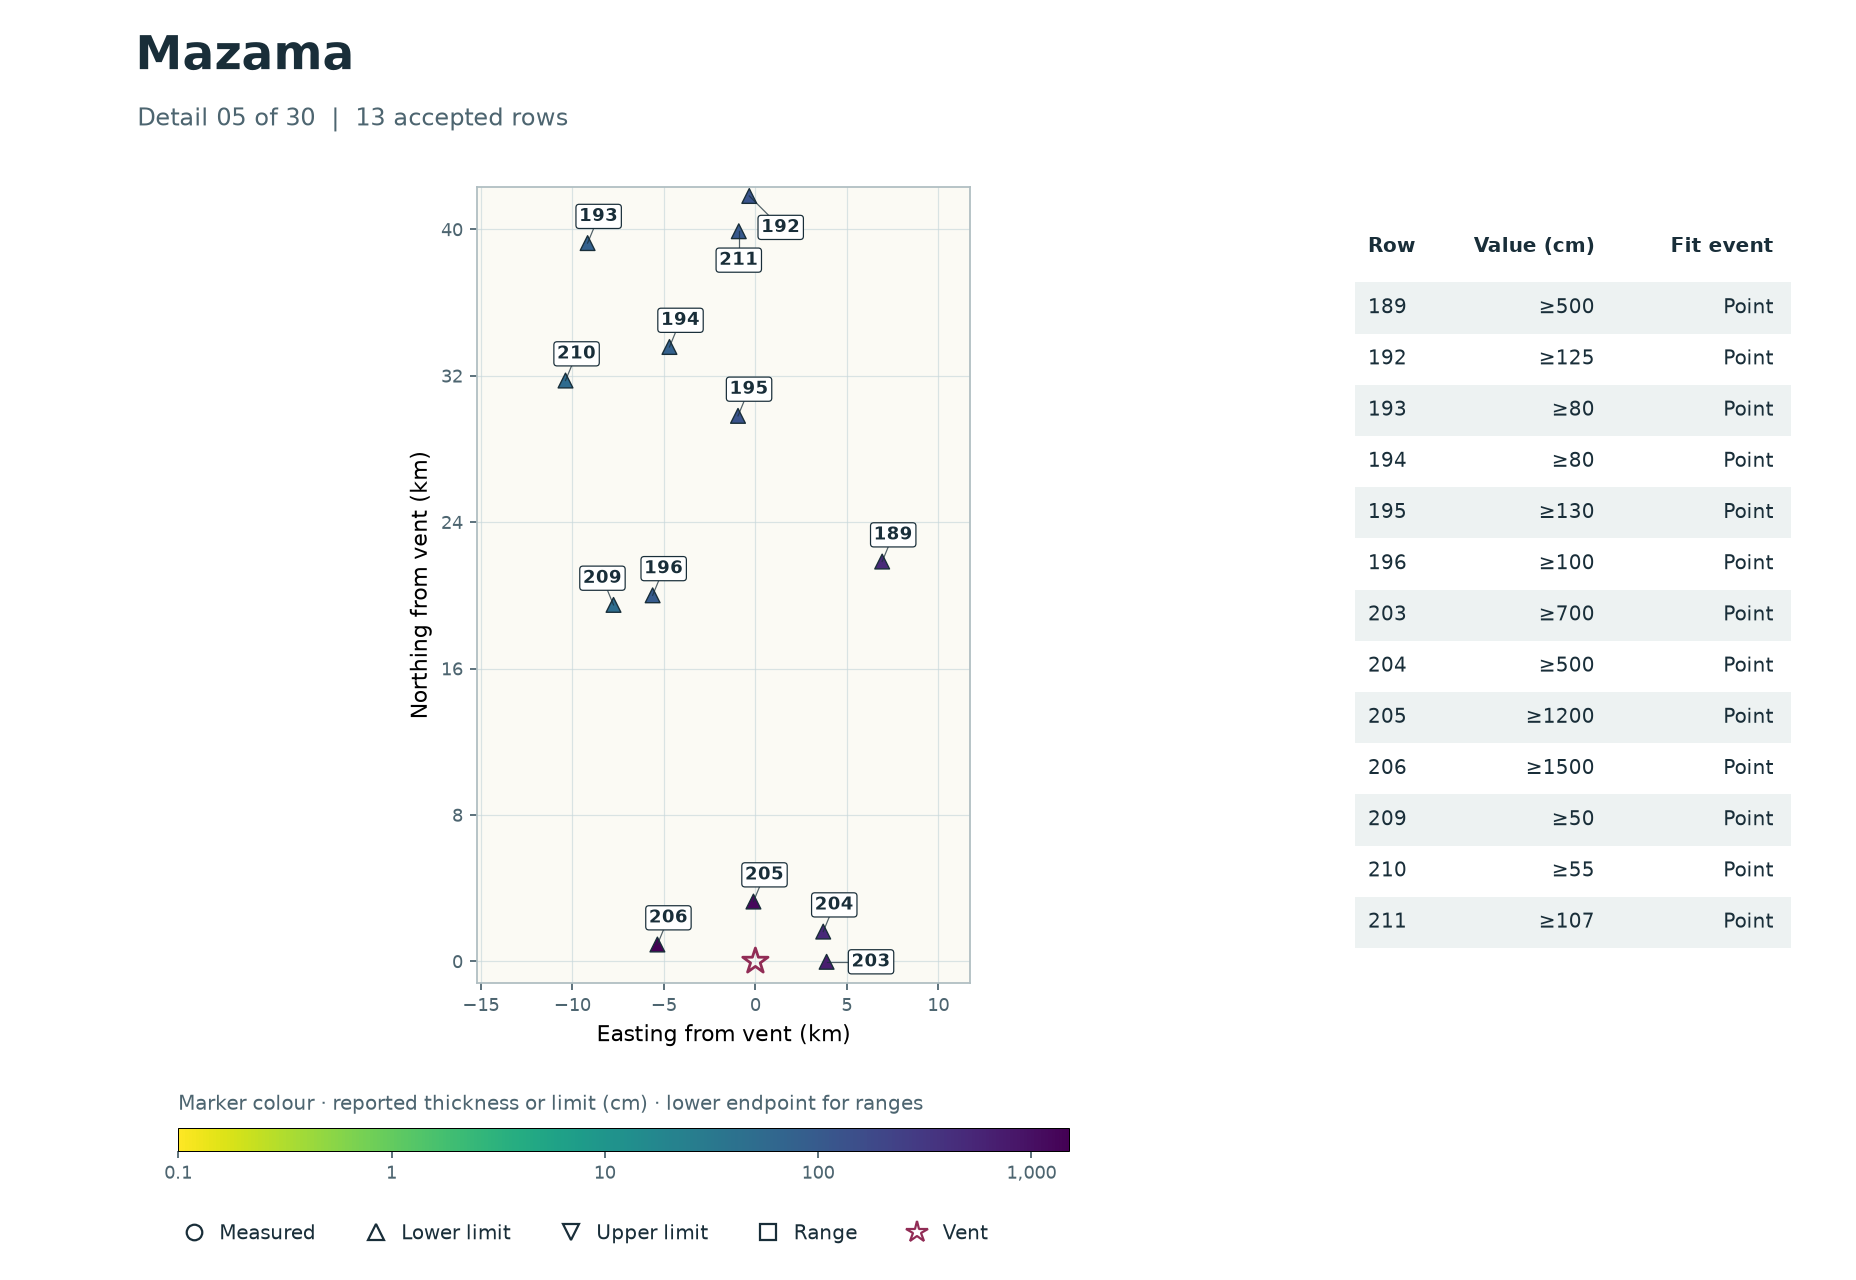 Mazama
Detail 05 of 30 | 13 accepted rows
193
192
211
194
210
195
189
196
209
205
204
206
203
40
32
24
16
8
0
Northing from vent (km)
−15 −10 −5 0 5 10
Easting from vent (km)
Row Value (cm) Fit event
189 ≥500 Point
192 ≥125 Point
193 ≥80 Point
194 ≥80 Point
195 ≥130 Point
196 ≥100 Point
203 ≥700 Point
204 ≥500 Point
205 ≥1200 Point
206 ≥1500 Point
209 ≥50 Point
210 ≥55 Point
211 ≥107 Point
Marker colour · reported thickness or limit (cm) · lower endpoint for ranges
0.1 1 10 100 1,000
Measured Lower limit Upper limit Range Vent